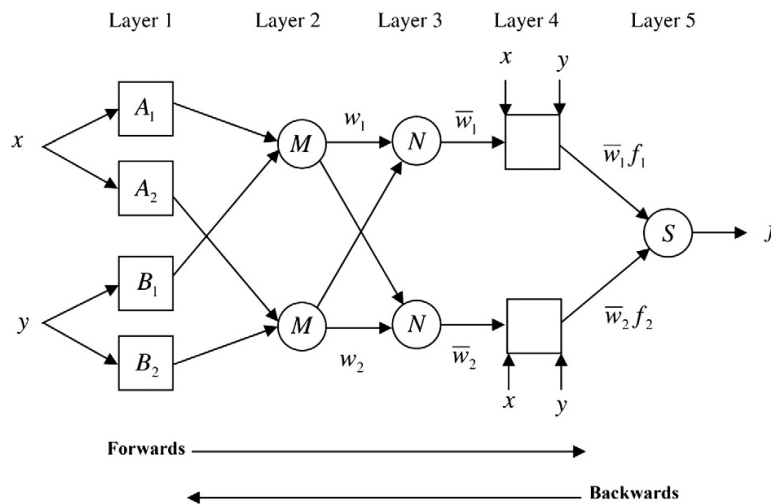 Layer 1 Layer 2 Layer 3 Layer 4 Layer 5
x y
A₁ w₁ w̅₁
x M N w̅₁f₁
A₂
S
B₁
y M N w̅₂f₂
B₂ w₂ w̅₂
x y
Forwards
Backwards